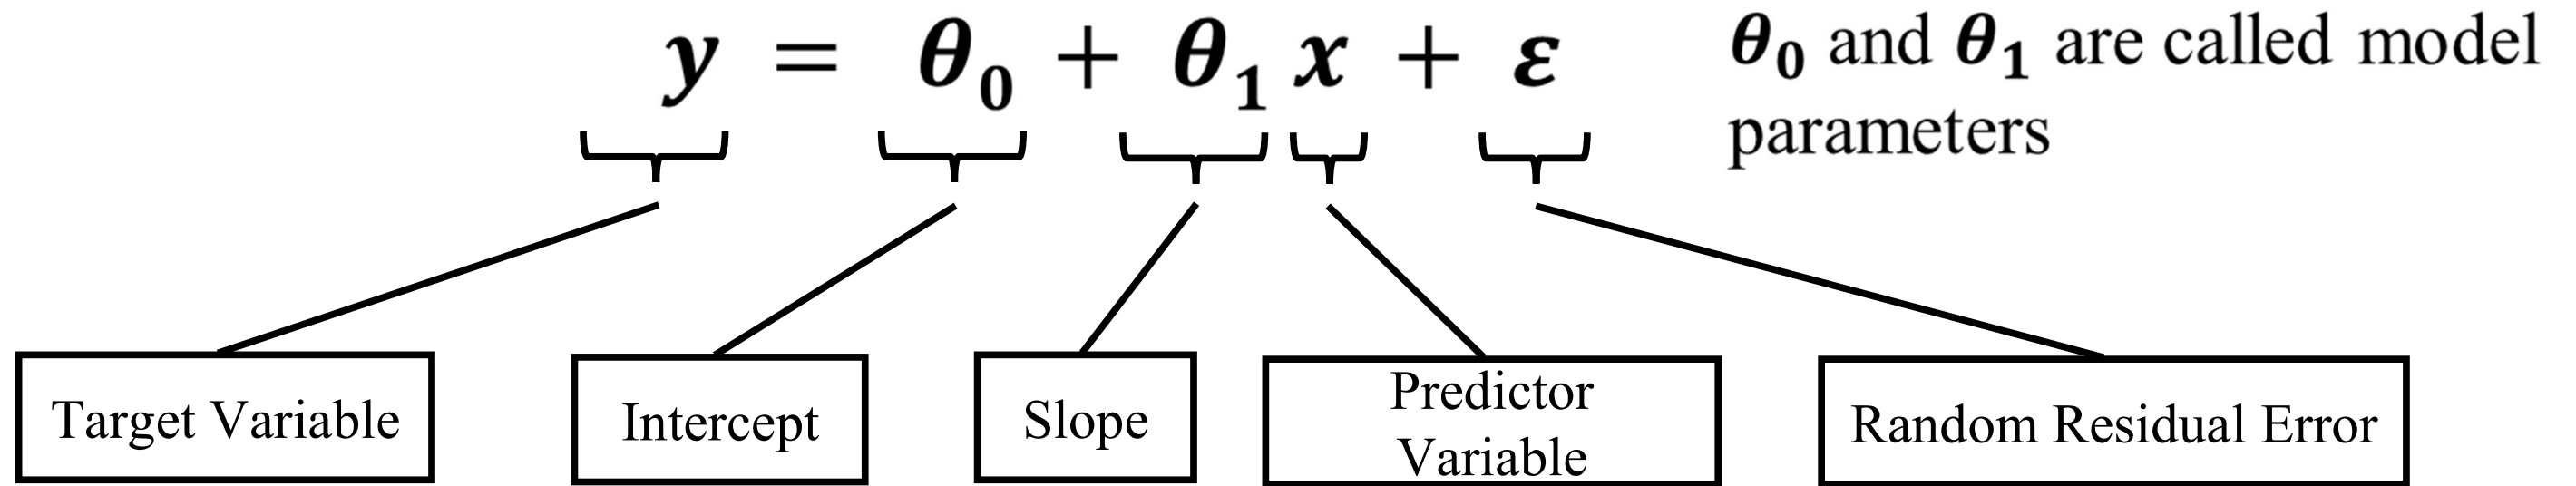 y = θ₀ + θ₁ x + ε
θ₀ and θ₁ are called model
parameters
Target Variable
Intercept
Slope
Predictor
Variable
Random Residual Error